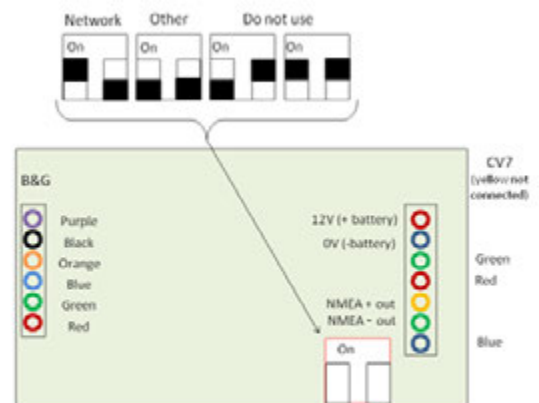 Network Other Do not use
On On On On
CV7
(yellow not
connected)
B&G
Purple
Black
Orange
Blue
Green
Red
12V (+ battery)
0V (-battery)
NMEA + out
NMEA - out
Green
Red
Blue
On